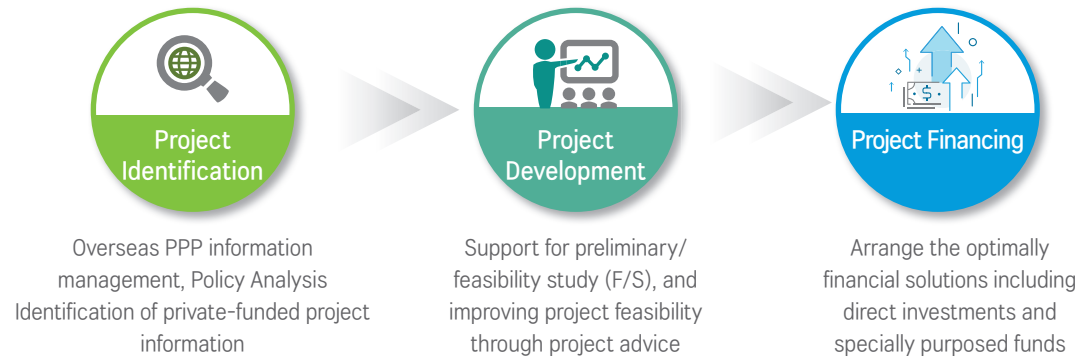 Project
Identification
Overseas PPP information
management, Policy Analysis
Identification of private-funded project
information
Project
Development
Support for preliminary/
feasibility study (F/S), and
improving project feasibility
through project advice
$
Project Financing
Arrange the optimally
financial solutions including
direct investments and
specially purposed funds